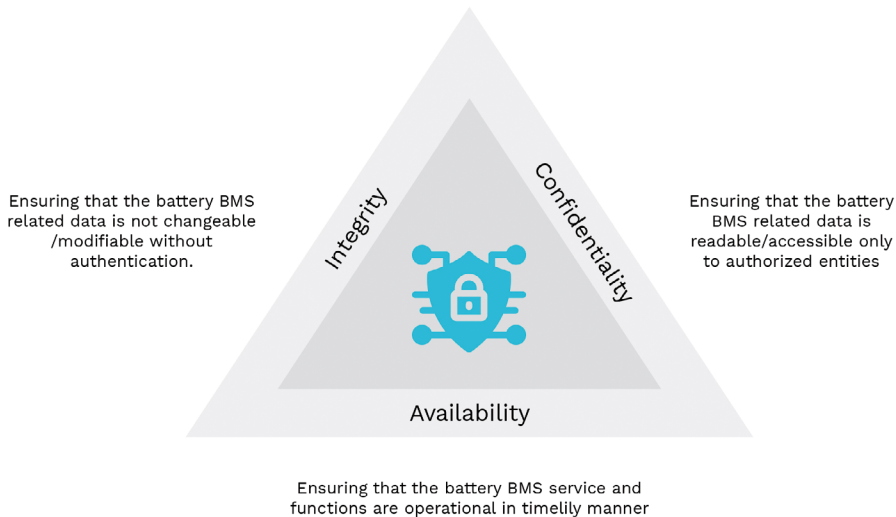 Integrity
Confidentiality
Ensuring that the battery BMS
related data is not changeable
/modifiable without
authentication.
Ensuring that the battery
BMS related data is
readable/accessible only
to authorized entities
Availability
Ensuring that the battery BMS service and
functions are operational in timelily manner